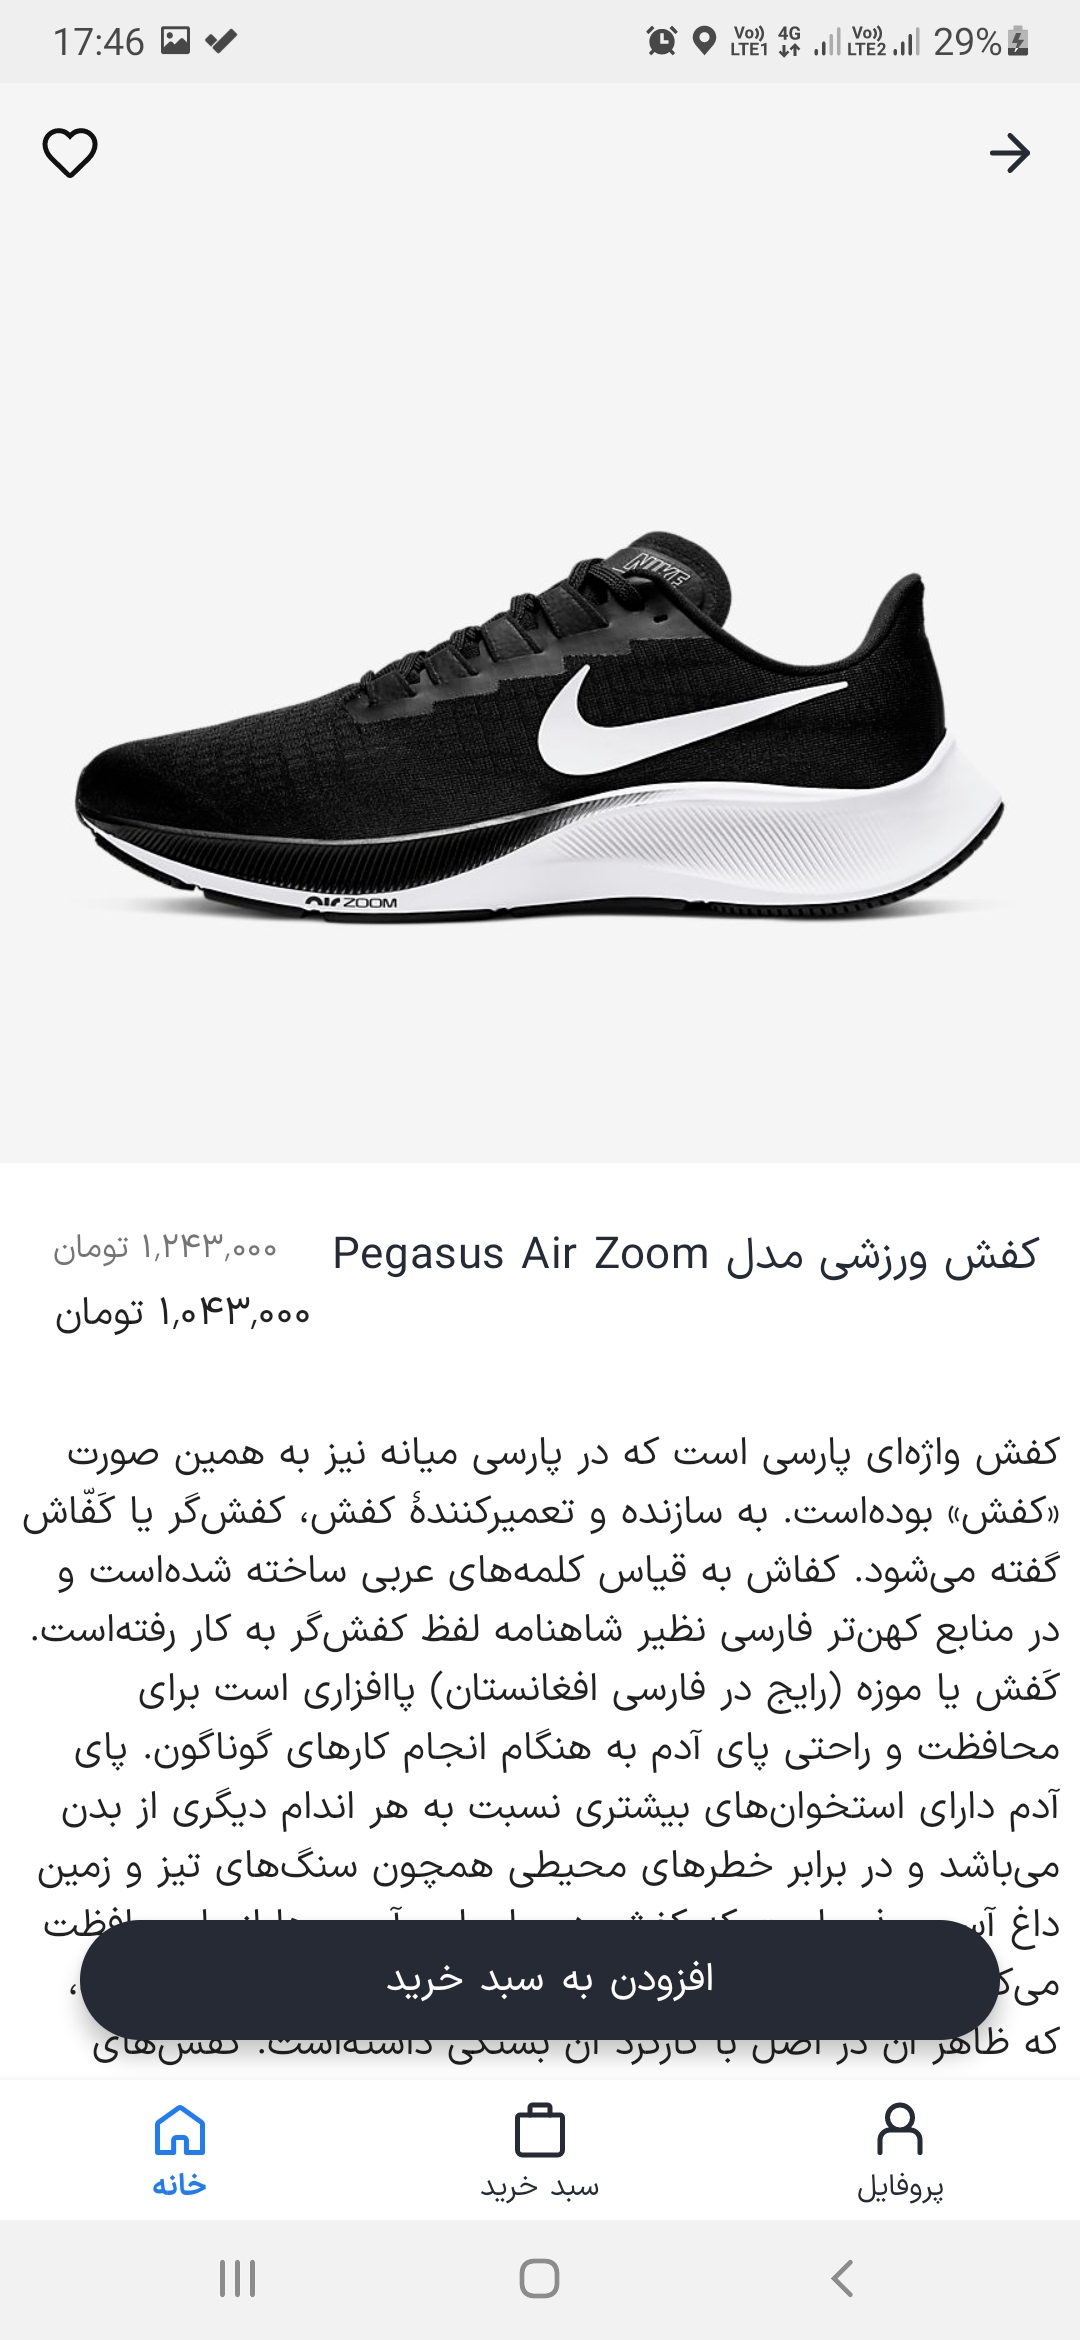 17:46
Vo)) LTE1 4G Vo)) LTE2 29%
NIKE
air ZOOM
کفش ورزشی مدل Pegasus Air Zoom
۱,۲۴۳,۰۰۰ تومان
۱,۰۴۳,۰۰۰ تومان
کفش واژه‌ای پارسی است که در پارسی میانه نیز به همین صورت
«کفش» بوده‌است. به سازنده و تعمیرکنندهٔ کفش، کفش‌گر یا کَفّاش
گفته می‌شود. کفاش به قیاس کلمه‌های عربی ساخته شده‌است و
در منابع کهن‌تر فارسی نظیر شاهنامه لفظ کفش‌گر به کار رفته‌است.
کَفش یا موزه (رایج در فارسی افغانستان) پاافزاری است برای
محافظت و راحتی پای آدم به هنگام انجام کارهای گوناگون. پای
آدم دارای استخوان‌های بیشتری نسبت به هر اندام دیگری از بدن
می‌باشد و در برابر خطرهای محیطی همچون سنگ‌های تیز و زمین
داغ
که ظاهر آن در اصل با کارکرد آن بستگی داشته‌است. کفش‌های
افزودن به سبد خرید
پروفایل
سبد خرید
خانه